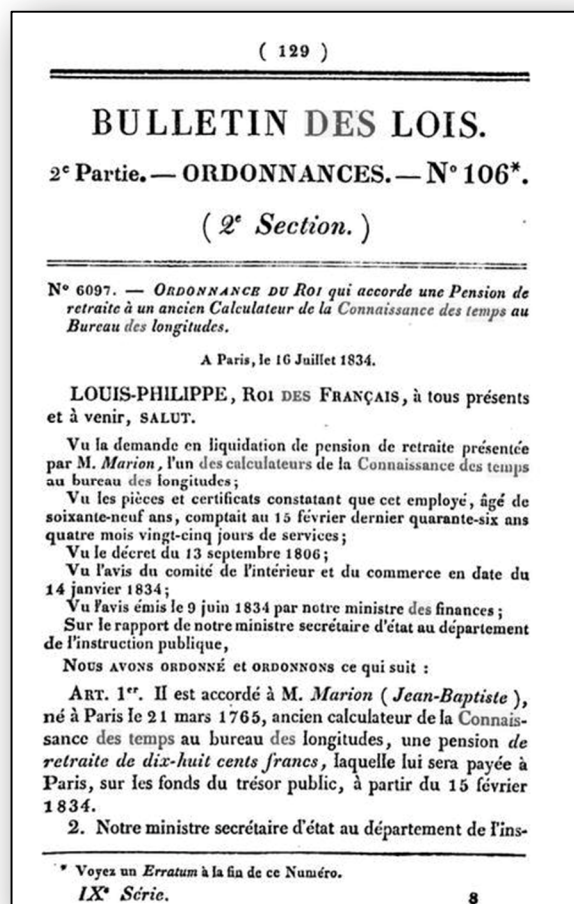 ( 129 )
BULLETIN DES LOIS.
2e Partie. — ORDONNANCES. — N° 106*.
( 2e Section. )
N° 6097. — ORDONNANCE DU ROI qui accorde une Pension de
retraite à un ancien Calculateur de la Connaissance des temps au
Bureau des longitudes.
A Paris, le 16 Juillet 1834.
LOUIS-PHILIPPE, ROI DES FRANÇAIS, à tous présents
et à venir, SALUT.
Vu la demande en liquidation de pension de retraite présentée
par M. Marion, l'un des calculateurs de la Connaissance des temps
au bureau des longitudes;
Vu les pièces et certificats constatant que cet employé, âgé de
soixante-neuf ans, comptait au 15 février dernier quarante-six ans
quatre mois vingt-cinq jours de services;
Vu le décret du 13 septembre 1806;
Vu l'avis du comité de l'intérieur et du commerce en date du
14 janvier 1834;
Vu l'avis émis le 9 juin 1834 par notre ministre des finances;
Sur le rapport de notre ministre secrétaire d'état au département
de l'instruction publique,
NOUS AVONS ORDONNÉ et ORDONNONS ce qui suit :
ART. 1er. Il est accordé à M. Marion ( Jean-Baptiste ),
né à Paris le 21 mars 1765, ancien calculateur de la Connais-
sance des temps au bureau des longitudes, une pension de
retraite de dix-huit cents francs, laquelle lui sera payée à
Paris, sur les fonds du trésor public, à partir du 15 février
1834.
2. Notre ministre secrétaire d'état au département de l'ins-
* Voyez un Erratum à la fin de ce Numéro.
IXe Série. 8